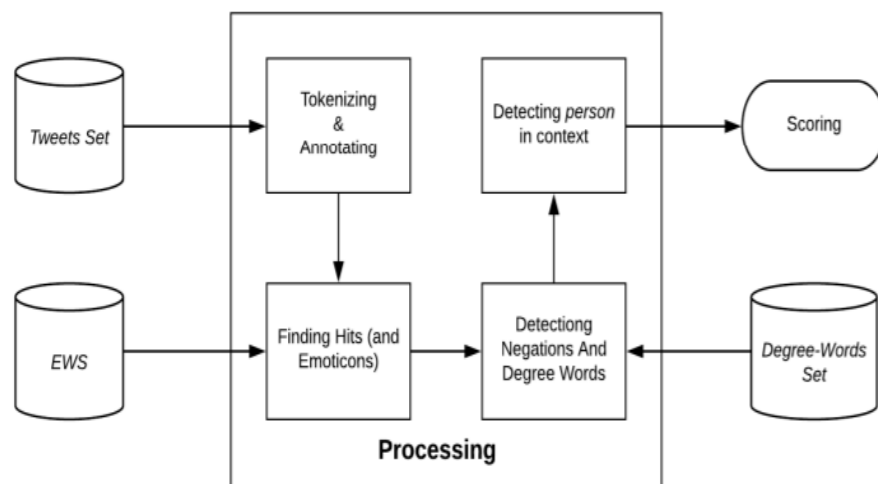 Tweets Set
Tokenizing
&
Annotating
Detecting person
in context
Scoring
EWS
Finding Hits (and
Emoticons)
Detectiong
Negations And
Degree Words
Degree-Words
Set
Processing